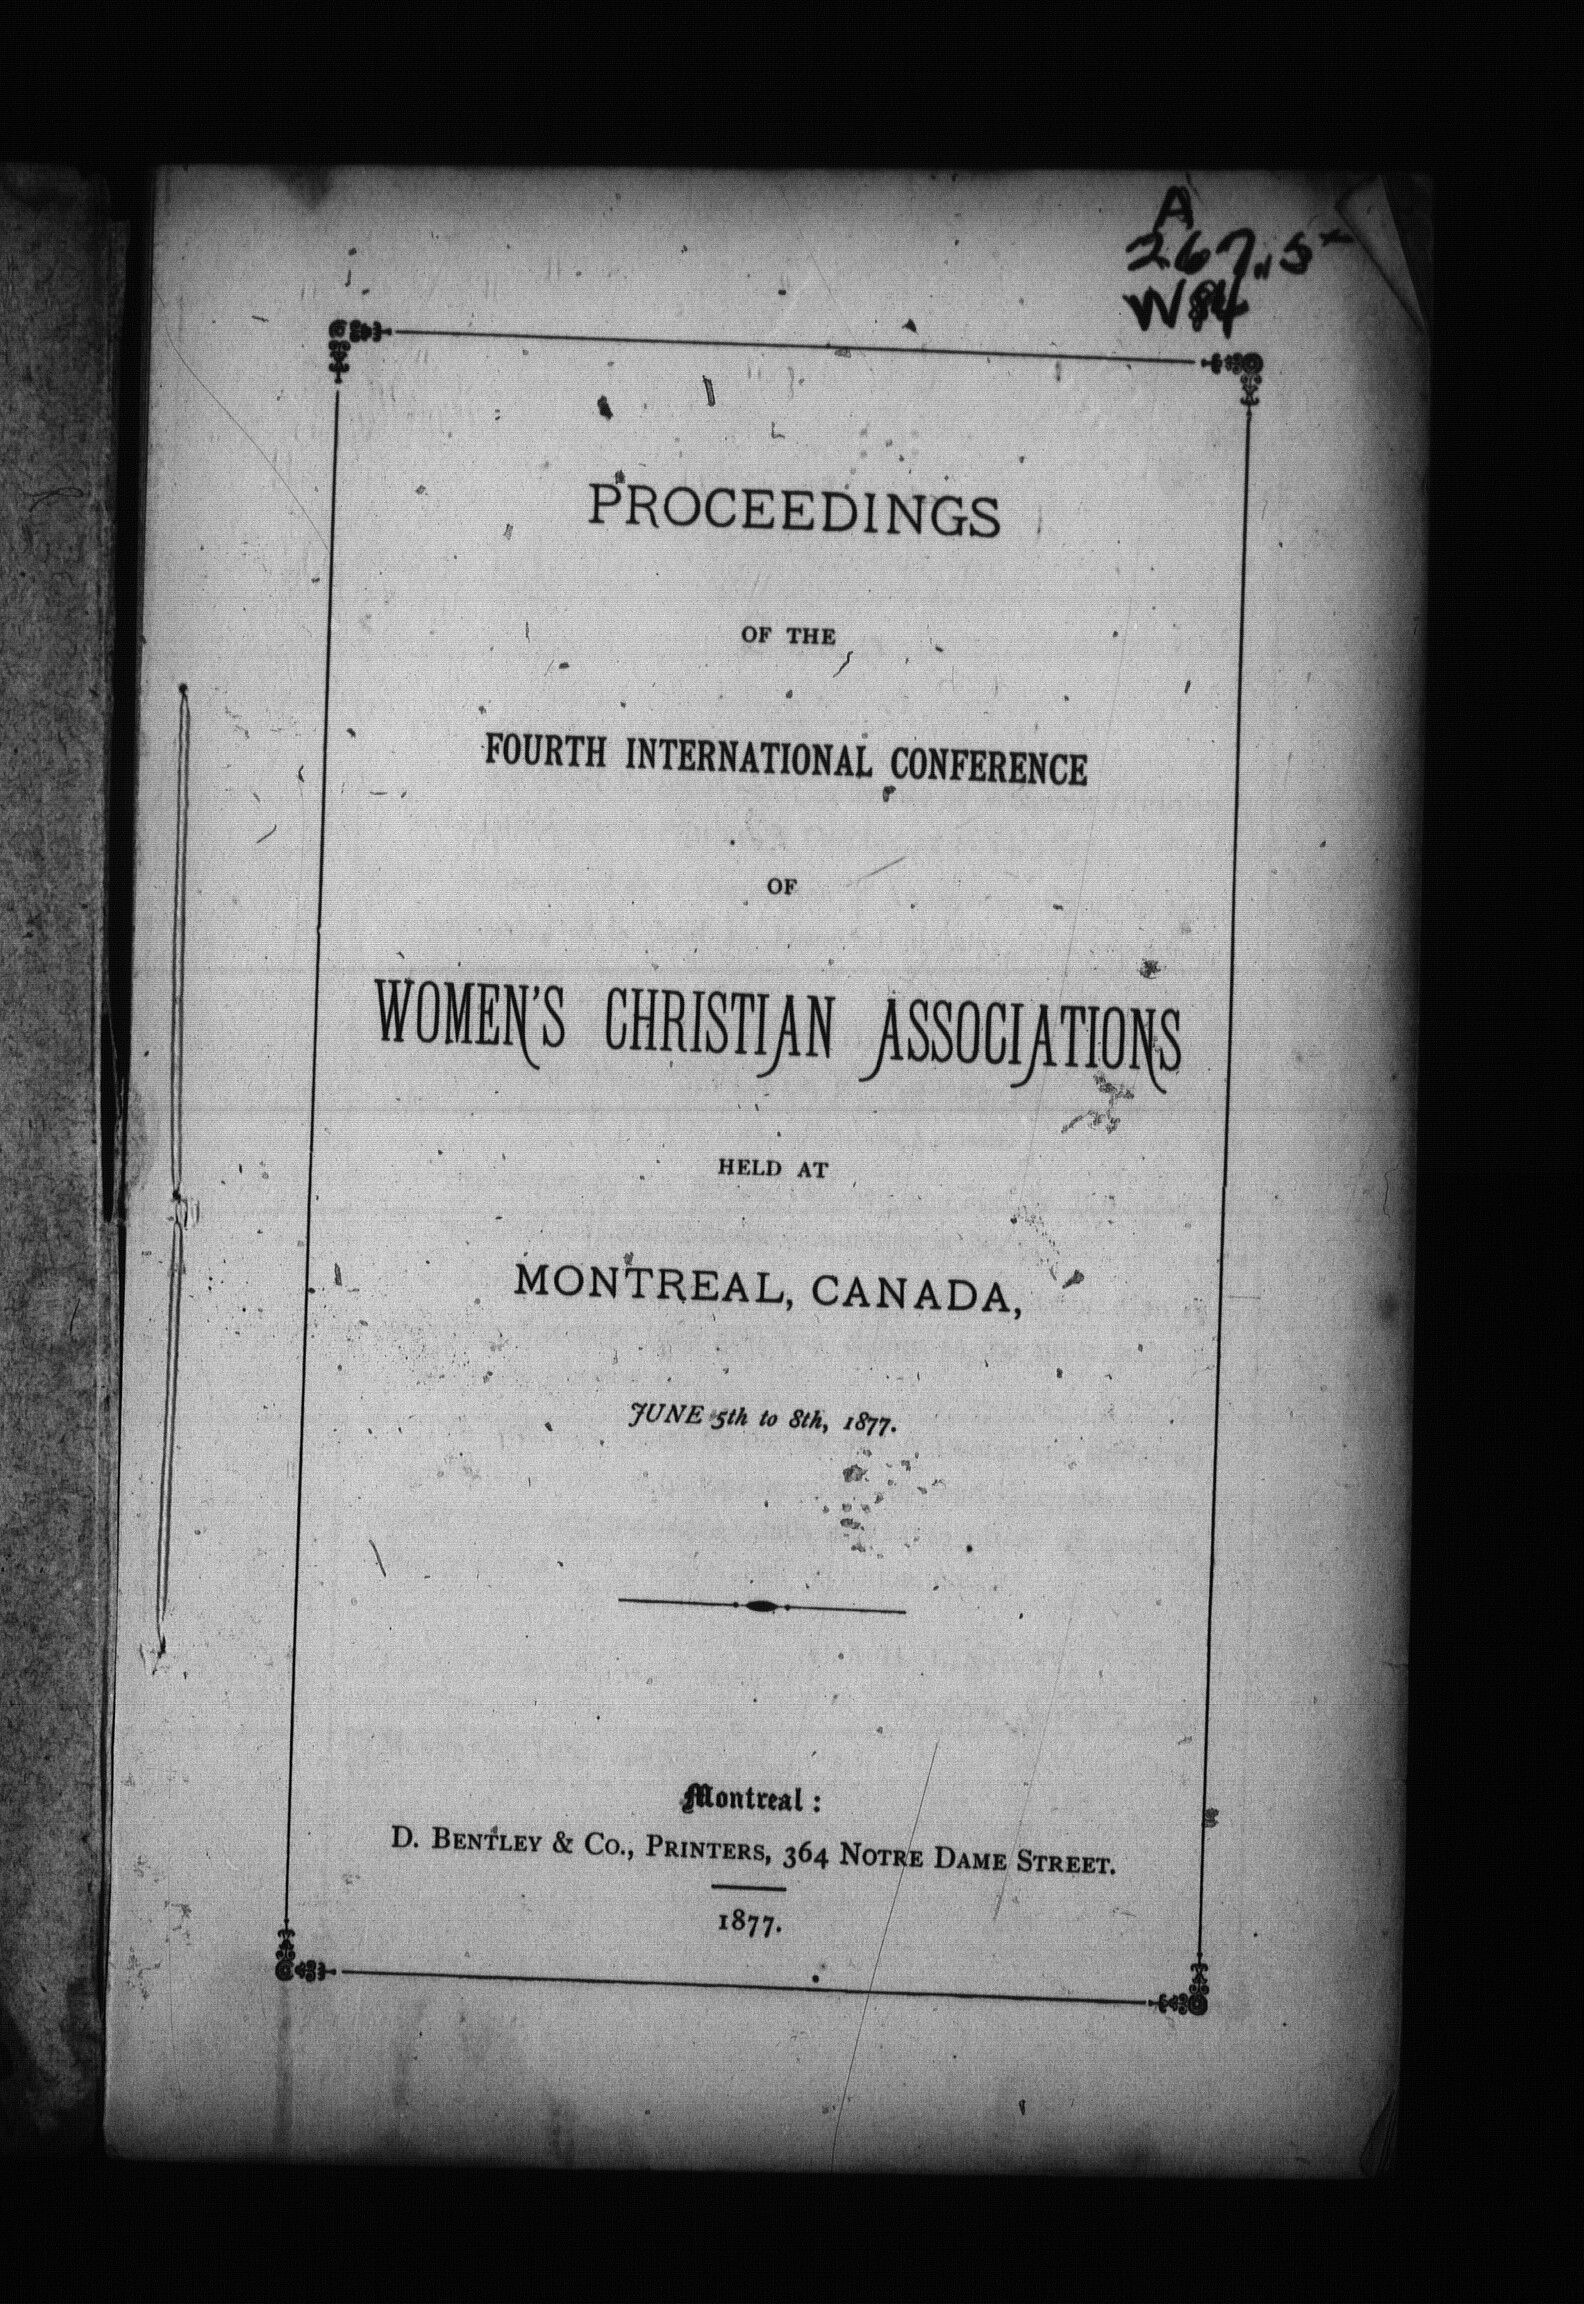 A
267.5
W84
PROCEEDINGS
OF THE
FOURTH INTERNATIONAL CONFERENCE
OF
WOMEN'S CHRISTIAN ASSOCIATIONS
HELD AT
MONTREAL, CANADA,
JUNE 5th to 8th, 1877.
Montreal :
D. BENTLEY & CO., PRINTERS, 364 NOTRE DAME STREET.
1877.